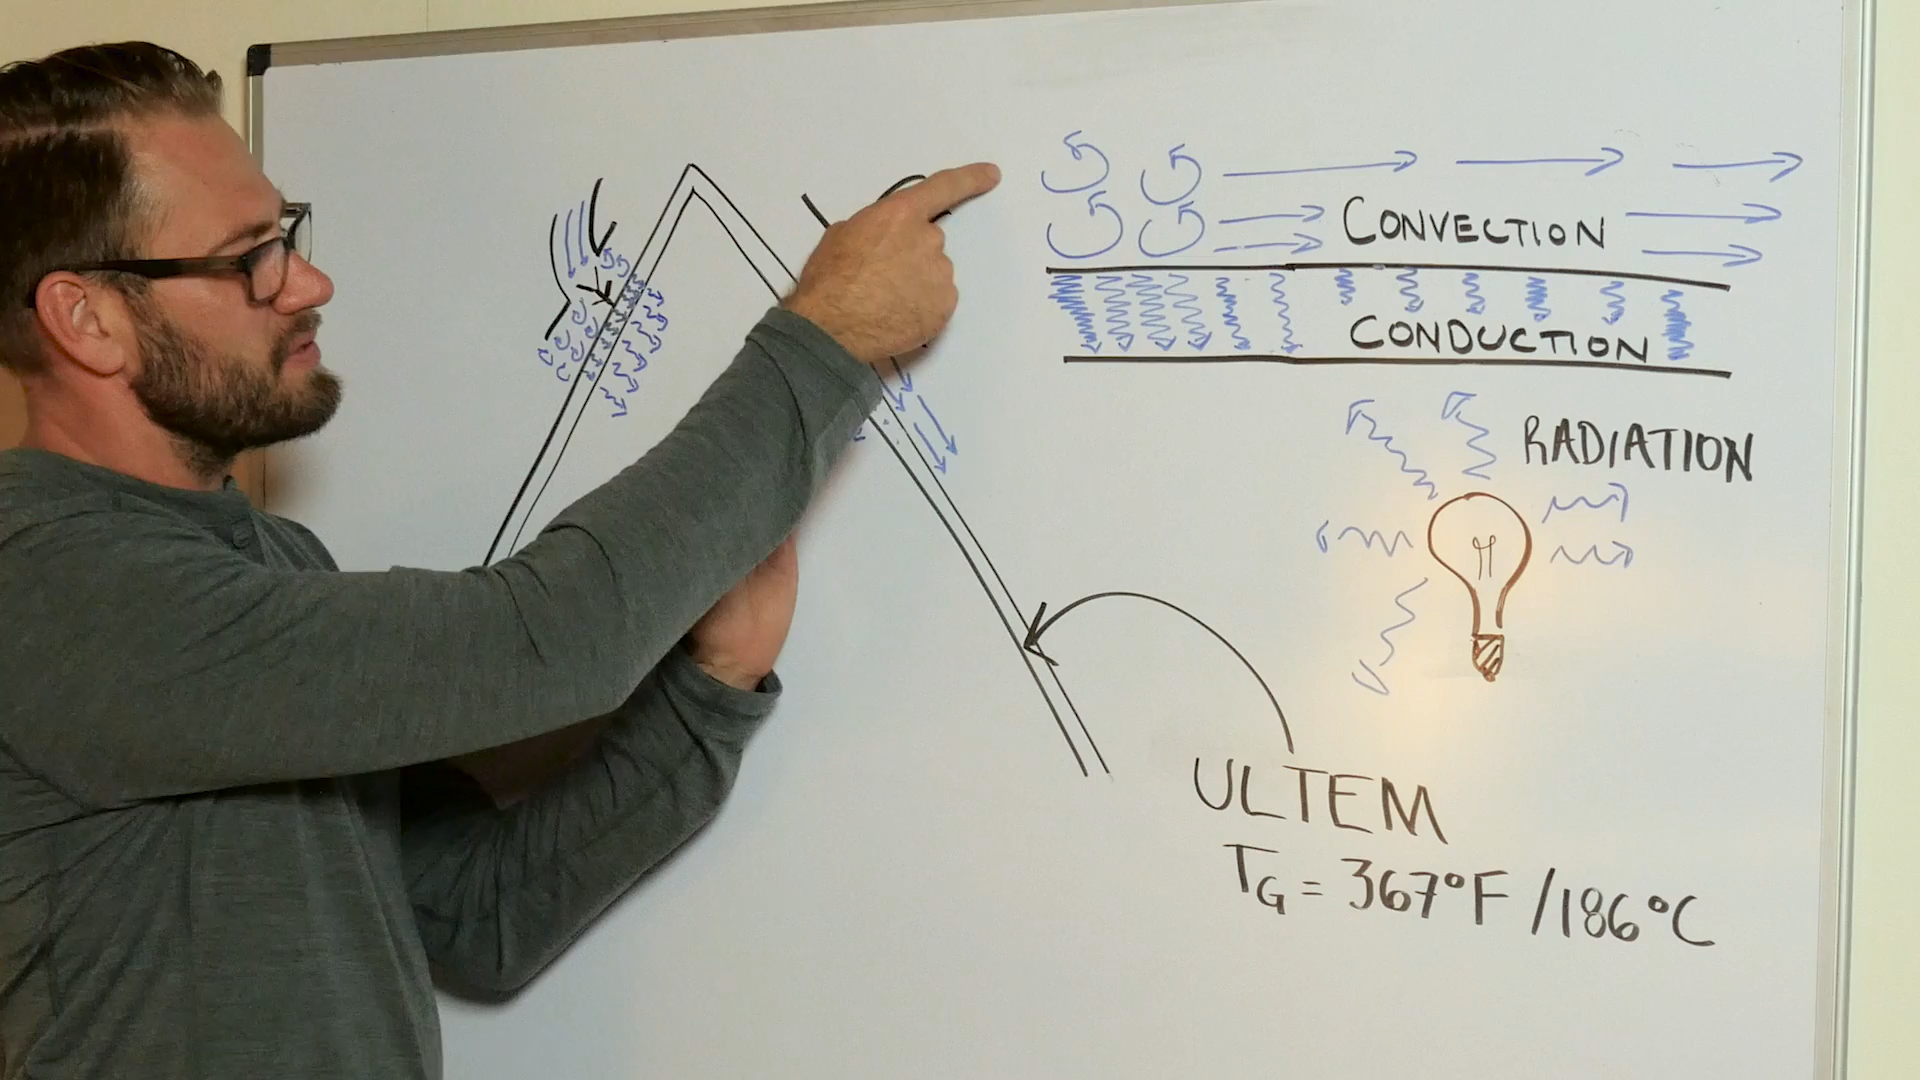 CONVECTION
CONDUCTION
RADIATION
ULTEM
TG = 367°F /186°C